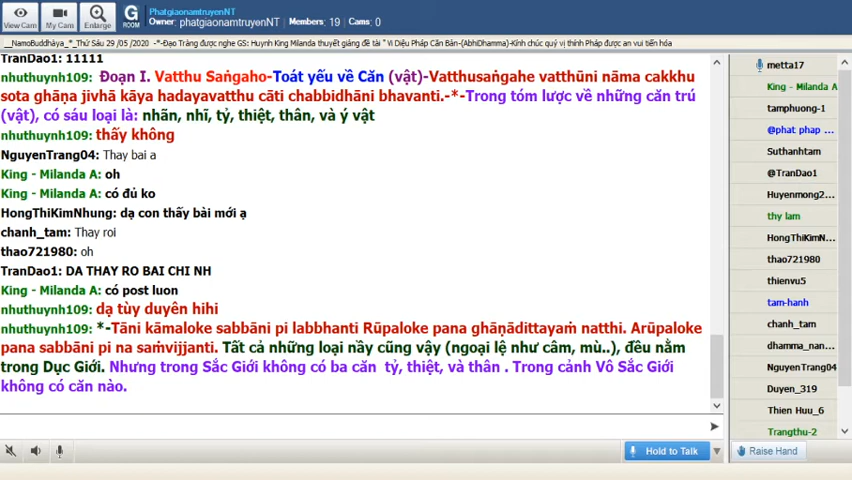 View Cam
My Cam
Enlarge
G
ROOM
PhatgiaonamtruyenNT
Owner: phatgiaonamtruyenNT Members: 19 Cams: 0
__NamoBuddhàya_*_Thứ Sáu 29 /05 /2020 -*-Đạo Tràng được nghe GS: Huỳnh King Milanda thuyết giảng đề tài " Vi Diệu Pháp Căn Bản-(AbhiDhamma)-Kính chúc quý vị thính Pháp được an vui tiến hóa
TranDao1: 11111
nhuthuynh109: Đoạn I. Vatthu Saṅgaho-Toát yếu về Căn (vật)-Vatthusaṅgahe vatthūni nāma cakkhu
sota ghāṇa jivhā kāya hadayavatthu cāti chabbidhāni bhavanti.-*-Trong tóm lược về những căn trú
(vật), có sáu loại là: nhãn, nhĩ, tỷ, thiệt, thân, và ý vật
nhuthuynh109: thấy không
NguyenTrang04: Thay bai a
King - Milanda A: oh
King - Milanda A: có đủ ko
HongThiKimNhung: dạ con thấy bài mới ạ
chanh_tam: Thay roi
thao721980: oh
TranDao1: DA THAY RO BAI CHI NH
King - Milanda A: có post luon
nhuthuynh109: dạ tùy duyên hihi
nhuthuynh109: *-Tāni kāmaloke sabbāni pi labbhanti Rūpaloke pana ghāṇādittayaṁ natthi. Arūpaloke
pana sabbāni pi na saṁvijjanti. Tất cả những loại nầy cũng vậy (ngoại lệ như câm, mù..), đều nằm
trong Dục Giới. Nhưng trong Sắc Giới không có ba căn tỷ, thiệt, và thân . Trong cảnh Vô Sắc Giới
không có căn nào.
Hold to Talk
metta17
King - Milanda A
tamphuong-1
@phat phap ...
Suthanhtam
@TranDao1
Huyenmong2...
thy lam
HongThiKimN...
thao721980
thienvu5
tam-hanh
chanh_tam
dhamma_nan...
NguyenTrang04
Duyen_319
Thien Huu_6
Trangthu-2
Raise Hand